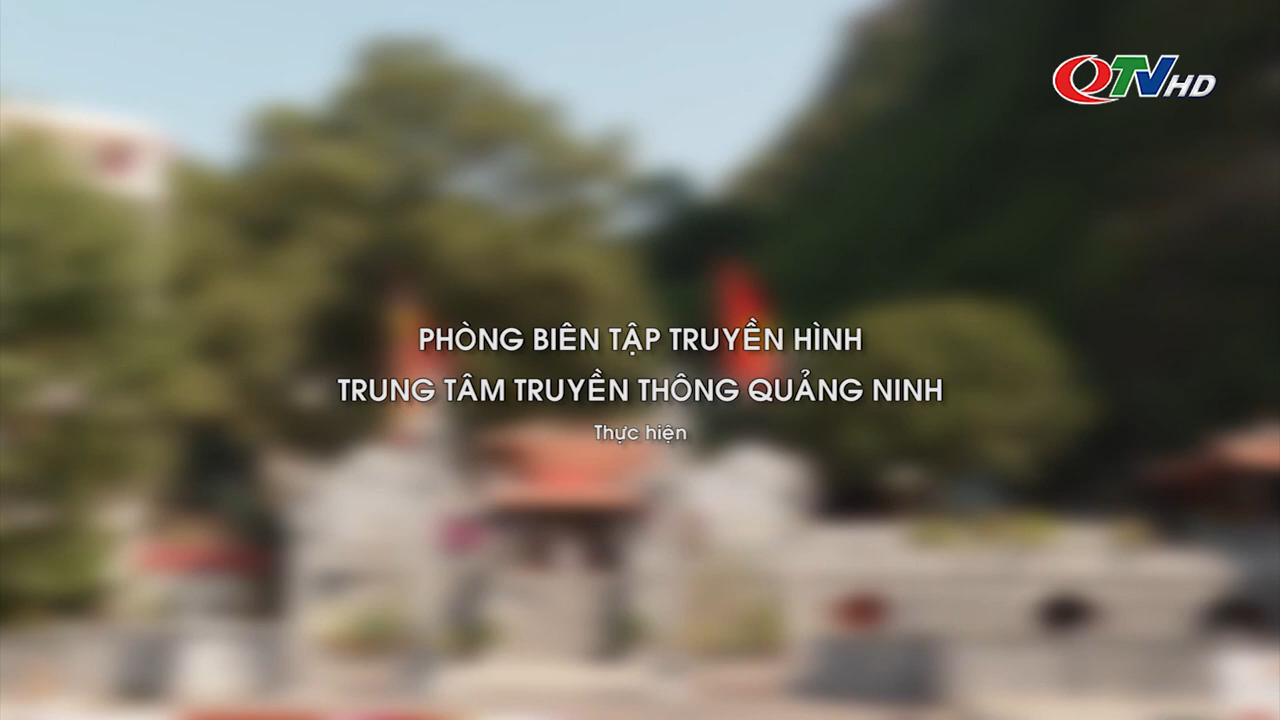 QTV HD
PHÒNG BIÊN TẬP TRUYỀN HÌNH
TRUNG TÂM TRUYỀN THÔNG QUẢNG NINH
Thực hiện